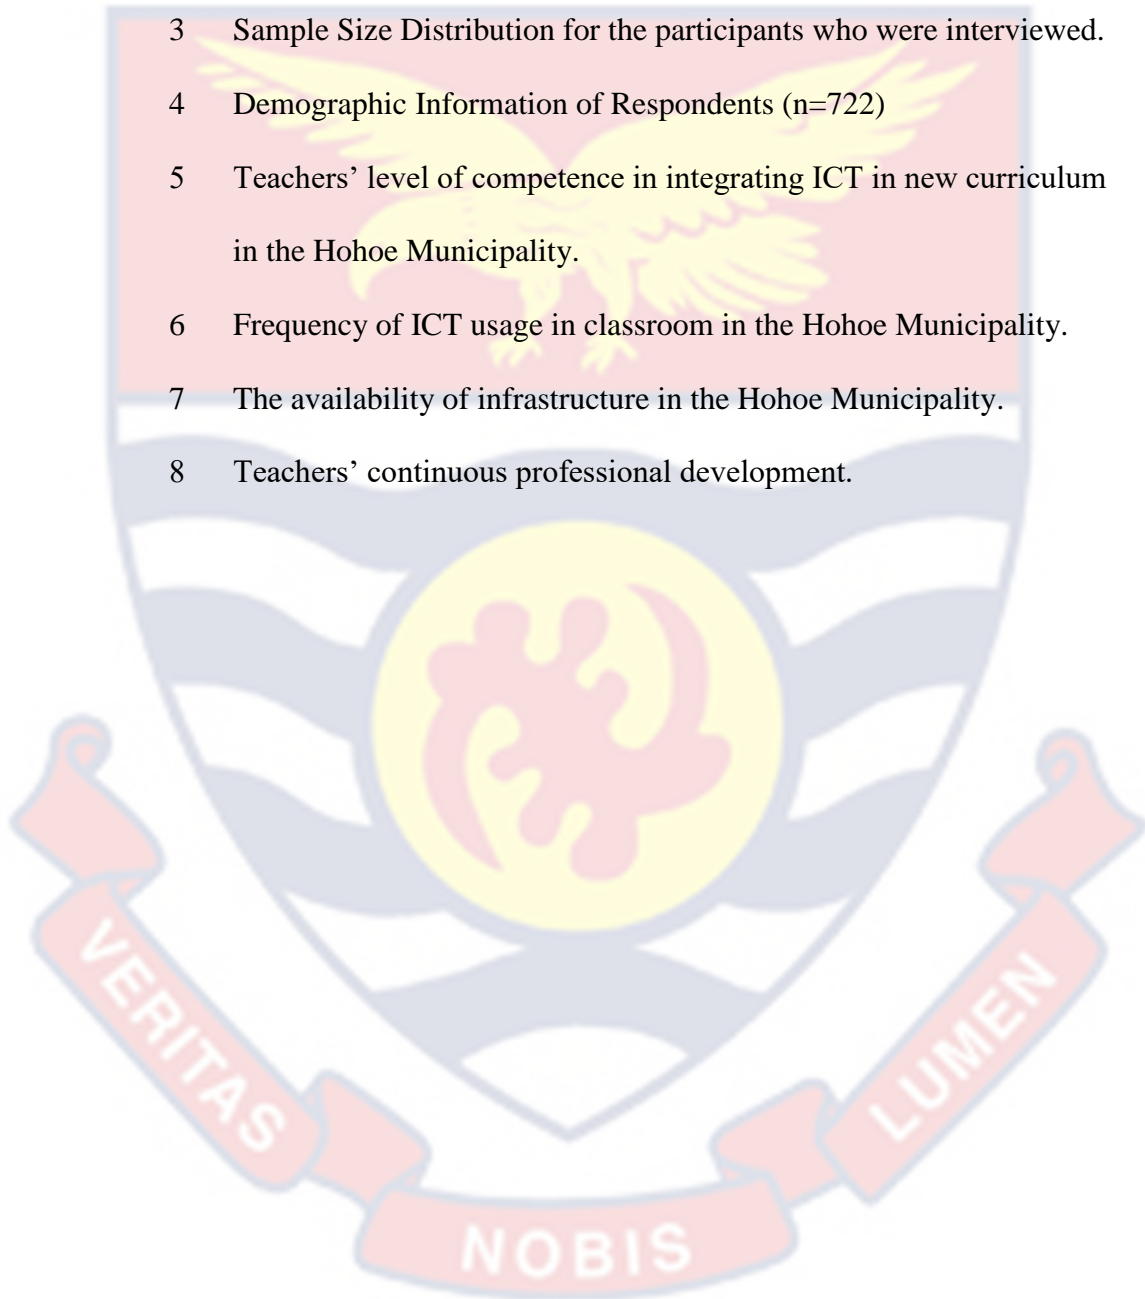 3 Sample Size Distribution for the participants who were interviewed.
4 Demographic Information of Respondents (n=722)
5 Teachers’ level of competence in integrating ICT in new curriculum
in the Hohoe Municipality.
6 Frequency of ICT usage in classroom in the Hohoe Municipality.
7 The availability of infrastructure in the Hohoe Municipality.
8 Teachers’ continuous professional development.
VERITAS
NOBIS
LUMEN